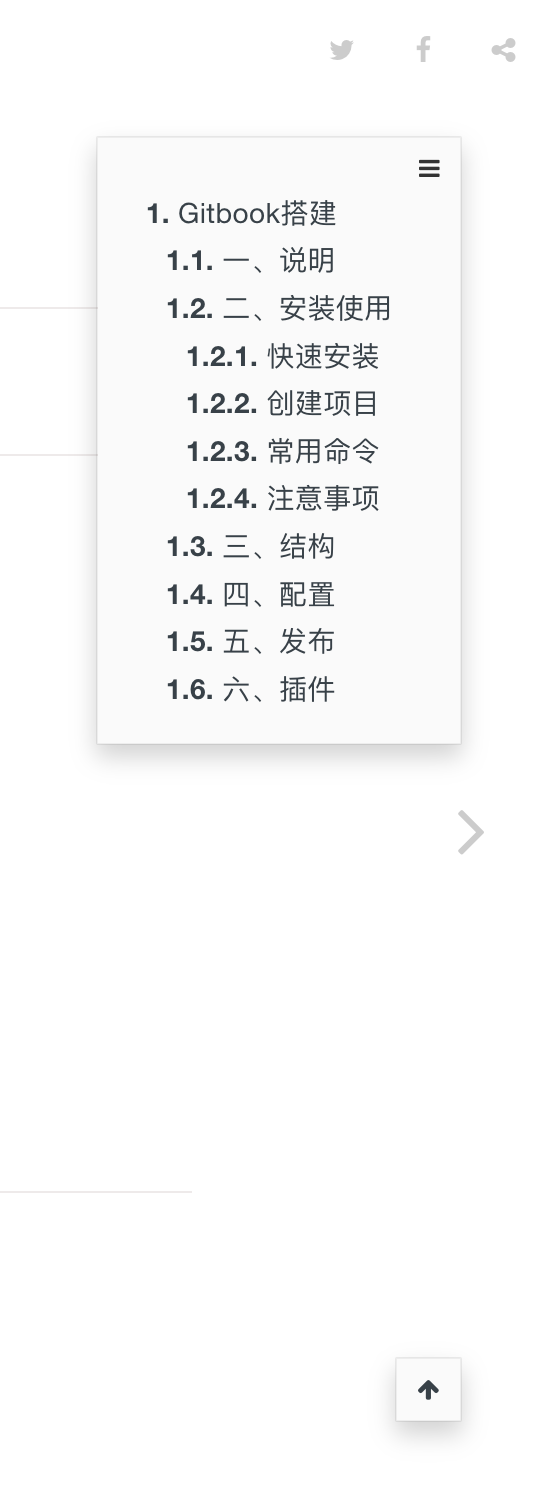 1. Gitbook搭建
1.1. 一、说明
1.2. 二、安装使用
1.2.1. 快速安装
1.2.2. 创建项目
1.2.3. 常用命令
1.2.4. 注意事项
1.3. 三、结构
1.4. 四、配置
1.5. 五、发布
1.6. 六、插件